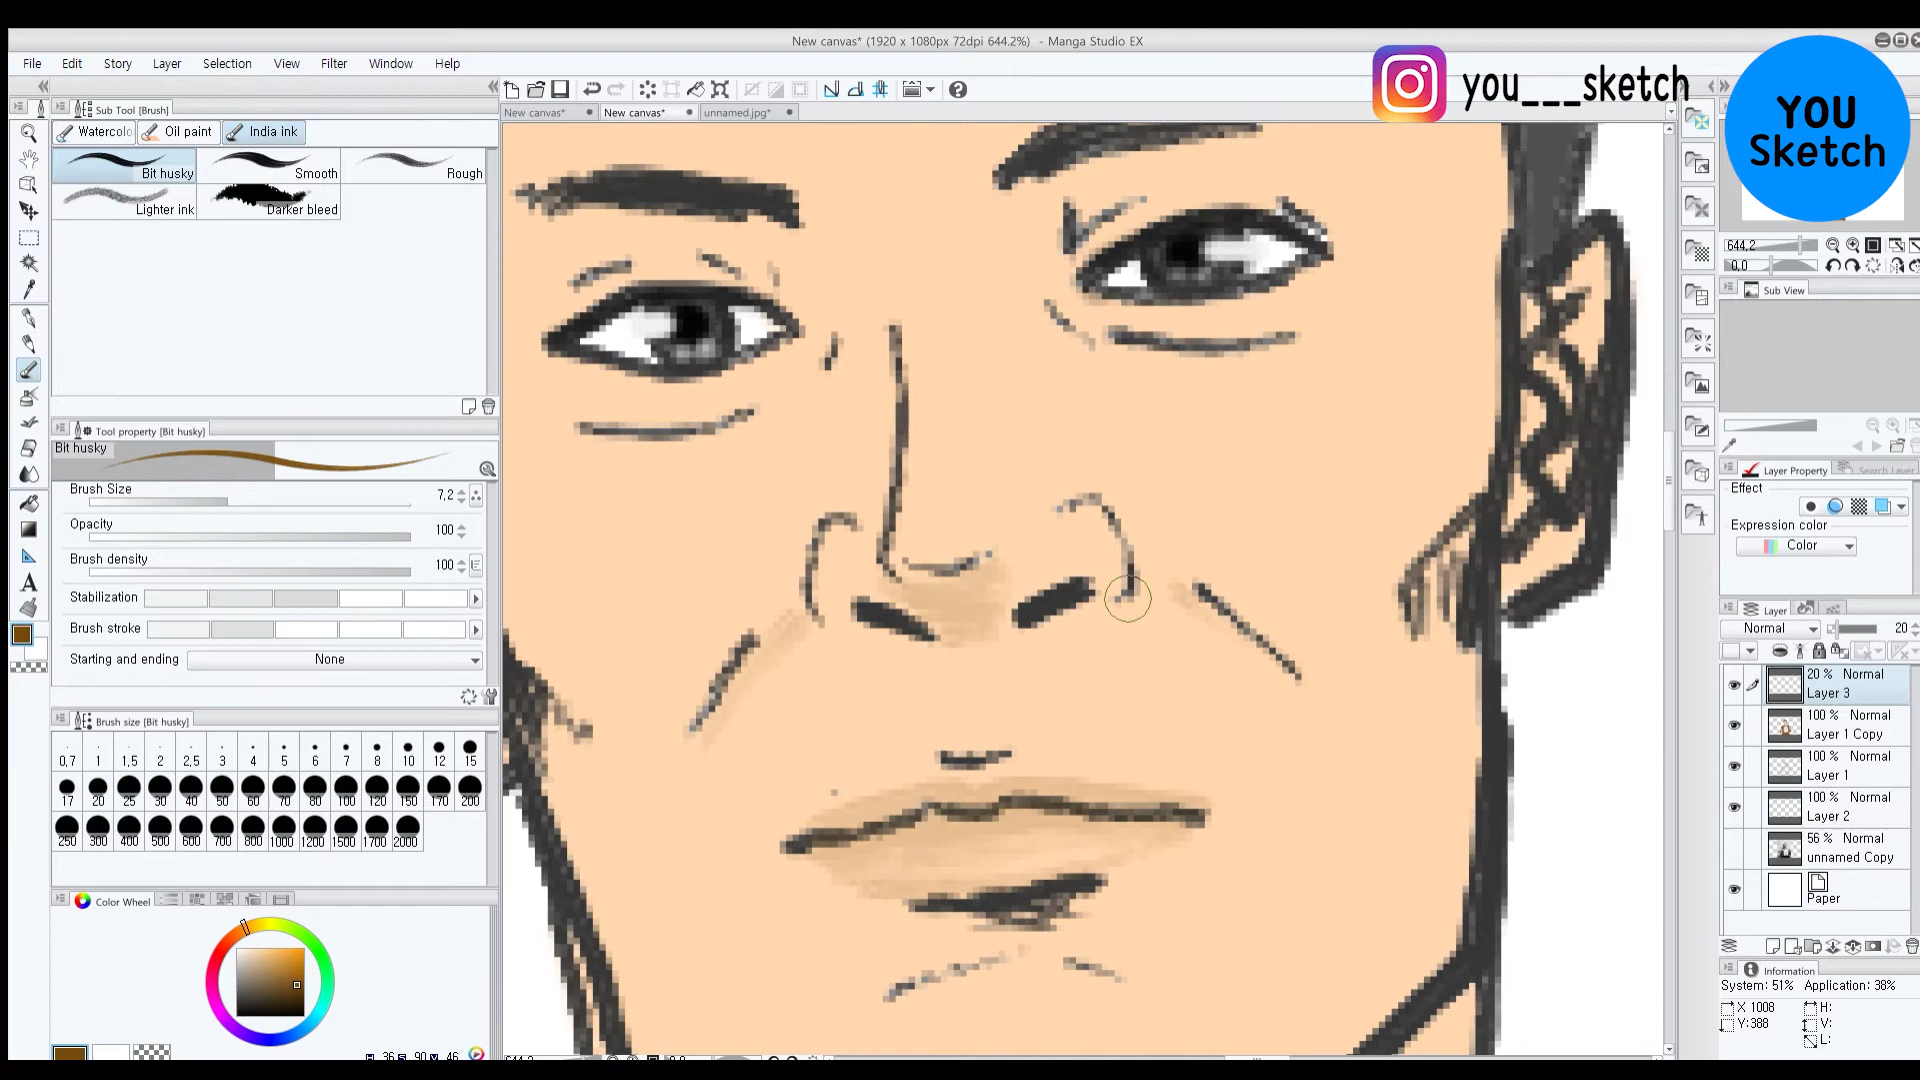 New canvas* (1920 x 1080px 72dpi 644.2%) - Manga Studio EX
you___sketch
YOU
Sketch
File Edit Story Layer Selection View Filter Window Help
Sub Tool [Brush]
New canvas* New canvas* unnamed.jpg*
Watercolo Oil paint India ink
Bit husky Smooth Rough
Lighter ink Darker bleed
644.2
0.0
Sub View
Tool property [Bit husky]
Bit husky
Brush Size 7.2
Opacity 100
Brush density 100
Stabilization
Brush stroke
Starting and ending None
Layer Property Search Layer
Effect
Expression color
Color
Layer
Normal 20
20 % Normal
Layer 3
100 % Normal
Layer 1 Copy
100 % Normal
Layer 1
100 % Normal
Layer 2
56 % Normal
unnamed Copy
Paper
Brush size [Bit husky]
0.7 1 1.5 2 2.5 3 4 5 6 7 8 10 12 15
17 20 25 30 40 50 60 70 80 100 120 150 170 200
250 300 400 500 600 700 800 1000 1200 1500 1700 2000
Color Wheel
Information
System: 51% Application: 38%
X 1008 H:
Y:388 V:
L: